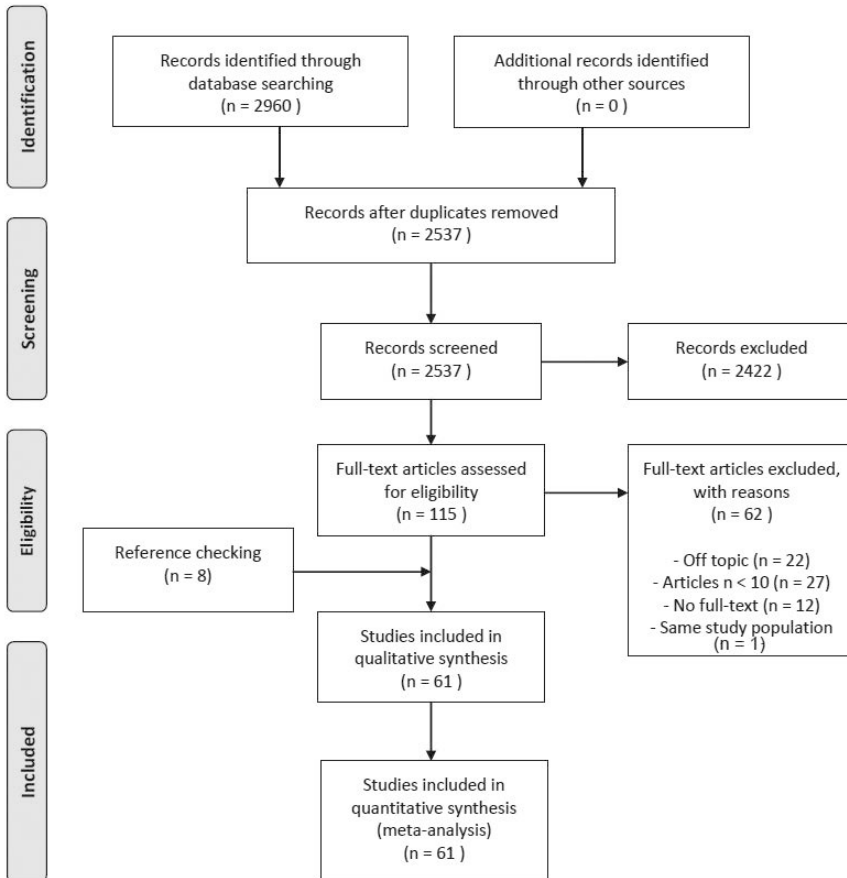 Identification
Records identified through
database searching
(n = 2960 )
Additional records identified
through other sources
(n = 0 )
Records after duplicates removed
(n = 2537 )
Screening
Records screened
(n = 2537 )
Records excluded
(n = 2422 )
Eligibility
Full-text articles assessed
for eligibility
(n = 115 )
Full-text articles excluded,
with reasons
(n = 62 )
- Off topic (n = 22)
- Articles n < 10 (n = 27)
- No full-text (n = 12)
- Same study population
(n = 1)
Reference checking
(n = 8)
Studies included in
qualitative synthesis
(n = 61 )
Included
Studies included in
quantitative synthesis
(meta-analysis)
(n = 61 )